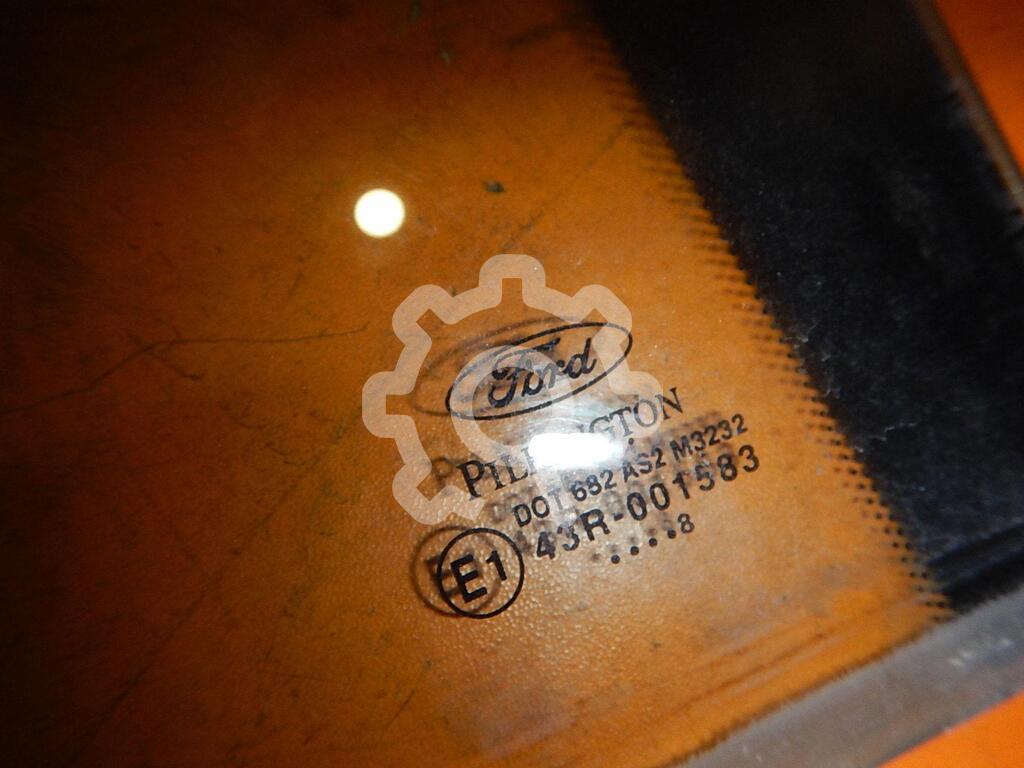 Ford
PILKINGTON
DOT 682 AS2 M3232
43R-001583
E1
....8